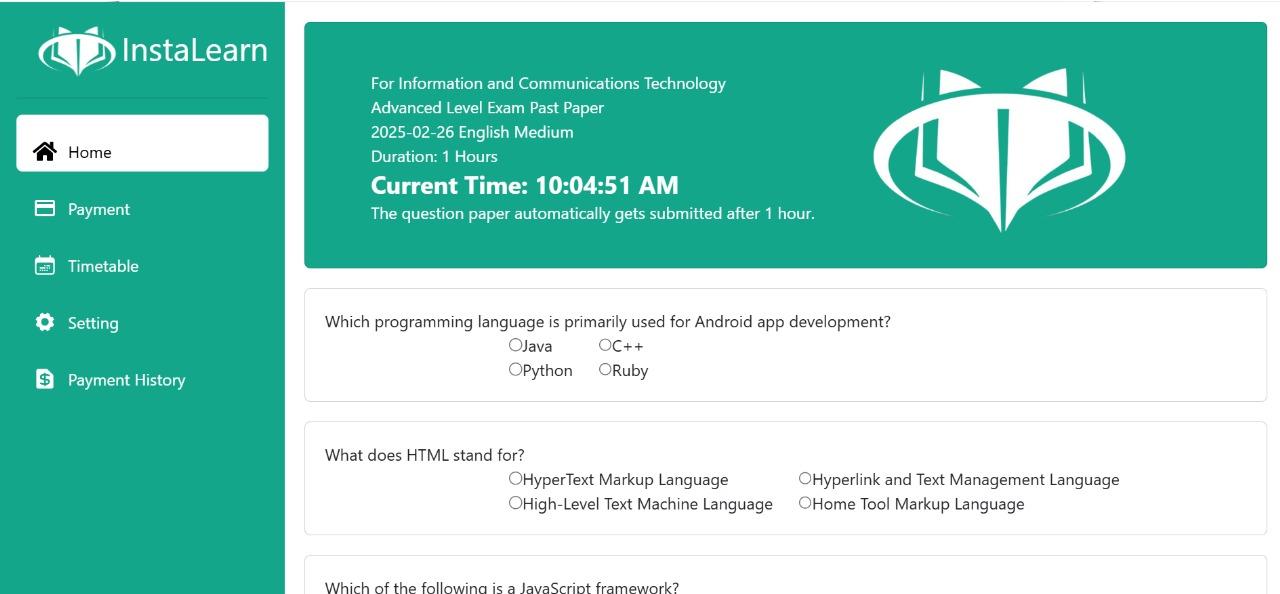 InstaLearn
Home
Payment
Timetable
Setting
Payment History
For Information and Communications Technology
Advanced Level Exam Past Paper
2025-02-26 English Medium
Duration: 1 Hours
Current Time: 10:04:51 AM
The question paper automatically gets submitted after 1 hour.
Which programming language is primarily used for Android app development?
Java C++
Python Ruby
What does HTML stand for?
HyperText Markup Language Hyperlink and Text Management Language
High-Level Text Machine Language Home Tool Markup Language
Which of the following is a JavaScript framework?